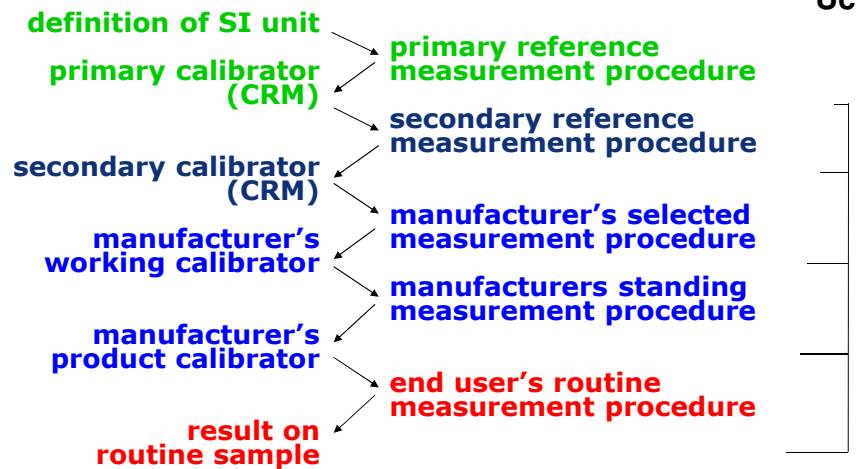 uc
definition of SI unit
primary reference
measurement procedure
primary calibrator
(CRM)
secondary reference
measurement procedure
secondary calibrator
(CRM)
manufacturer’s selected
measurement procedure
manufacturer’s
working calibrator
manufacturers standing
measurement procedure
manufacturer’s
product calibrator
end user’s routine
measurement procedure
result on
routine sample